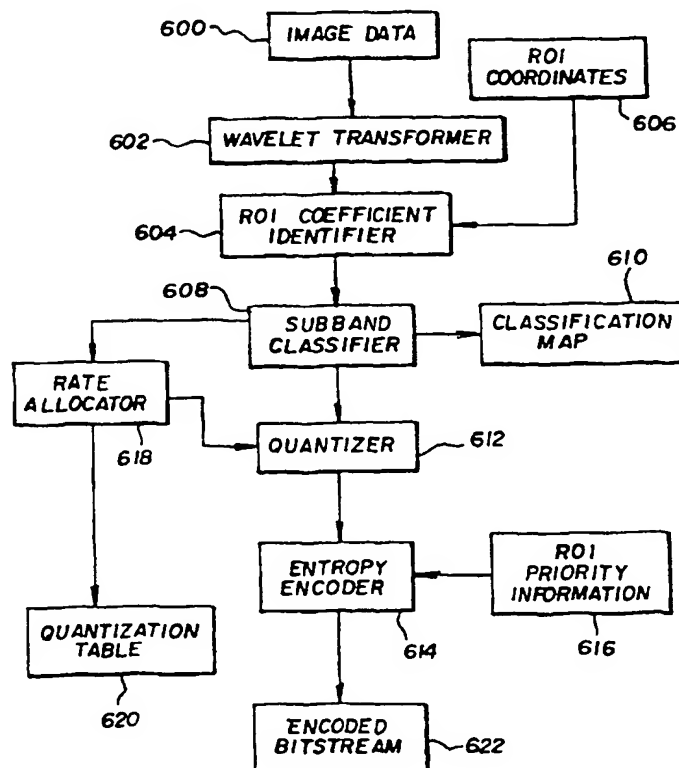 600
IMAGE DATA
ROI
COORDINATES
606
602
WAVELET TRANSFORMER
604
ROI COEFFICIENT
IDENTIFIER
608
SUBBAND
CLASSIFIER
610
CLASSIFICATION
MAP
RATE
ALLOCATOR
618
QUANTIZER
612
ENTROPY
ENCODER
614
ROI
PRIORITY
INFORMATION
616
QUANTIZATION
TABLE
620
ENCODED
BITSTREAM
622